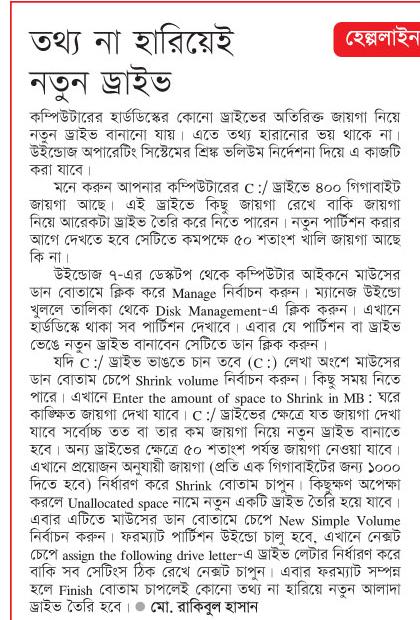 তথ্য না হারিয়েই
নতুন ড্রাইভ
হেল্পলাইন
কম্পিউটারের হার্ডডিস্কের কোনো ড্রাইভের অতিরিক্ত জায়গা নিয়ে
নতুন ড্রাইভ বানানো যায়। এতে তথ্য হারানোর ভয় থাকে না।
উইন্ডোজ অপারেটিং সিস্টেমের শ্রিঙ্ক ভলিউম নির্দেশনা দিয়ে এ কাজটি
করা যাবে।
মনে করুন আপনার কম্পিউটারের C:/ ড্রাইভে ৪০০ গিগাবাইট
জায়গা আছে। এই ড্রাইভে কিছু জায়গা রেখে বাকি জায়গা
নিয়ে আরেকটা ড্রাইভ তৈরি করে নিতে পারেন। নতুন পার্টিশন করার
আগে দেখতে হবে সেটিতে কমপক্ষে ৫০ শতাংশ খালি জায়গা আছে
কি না।
উইন্ডোজ ৭-এর ডেস্কটপ থেকে কম্পিউটার আইকনে মাউসের
ডান বোতামে ক্লিক করে Manage নির্বাচন করুন। ম্যানেজ উইন্ডো
খুললে তালিকা থেকে Disk Management-এ ক্লিক করুন। এখানে
হার্ডডিস্কে থাকা সব পার্টিশন দেখাবে। এবার যে পার্টিশন বা ড্রাইভ
ভেঙে নতুন ড্রাইভ বানাবেন সেটিতে ডান ক্লিক করুন।
যদি C:/ ড্রাইভ ভাঙতে চান তবে (C:) লেখা অংশে মাউসের
ডান বোতাম চেপে Shrink volume নির্বাচন করুন। কিছু সময় নিতে
পারে। এখানে Enter the amount of space to Shrink in MB : ঘরে
কাঙ্ক্ষিত জায়গা দেখা যাবে। C:/ ড্রাইভের ক্ষেত্রে যত জায়গা দেখা
যাবে সর্বোচ্চ তত বা তার কম জায়গা নিয়ে নতুন ড্রাইভ বানাতে
হবে। অন্য ড্রাইভের ক্ষেত্রে ৫০ শতাংশ পর্যন্ত জায়গা নেওয়া যাবে।
এখানে প্রয়োজন অনুযায়ী জায়গা (প্রতি এক গিগাবাইটের জন্য ১০০০
দিতে হবে) নির্ধারণ করে Shrink বোতাম চাপুন। কিছুক্ষণ অপেক্ষা
করলে Unallocated space নামে নতুন একটি ড্রাইভ তৈরি হয়ে যাবে।
এবার এটিতে মাউসের ডান বোতামে চেপে New Simple Volume
নির্বাচন করুন। ফরম্যাট পার্টিশন উইন্ডো চালু হবে, এখানে নেক্সট
চেপে assign the following drive letter-এ ড্রাইভ লেটার নির্ধারণ করে
বাকি সব সেটিংস ঠিক রেখে নেক্সট চাপুন। এবার ফরম্যাট সম্পন্ন
হলে Finish বোতাম চাপলেই কোনো তথ্য না হারিয়ে নতুন আলাদা
ড্রাইভ তৈরি হবে। ● মো. রাকিবুল হাসান